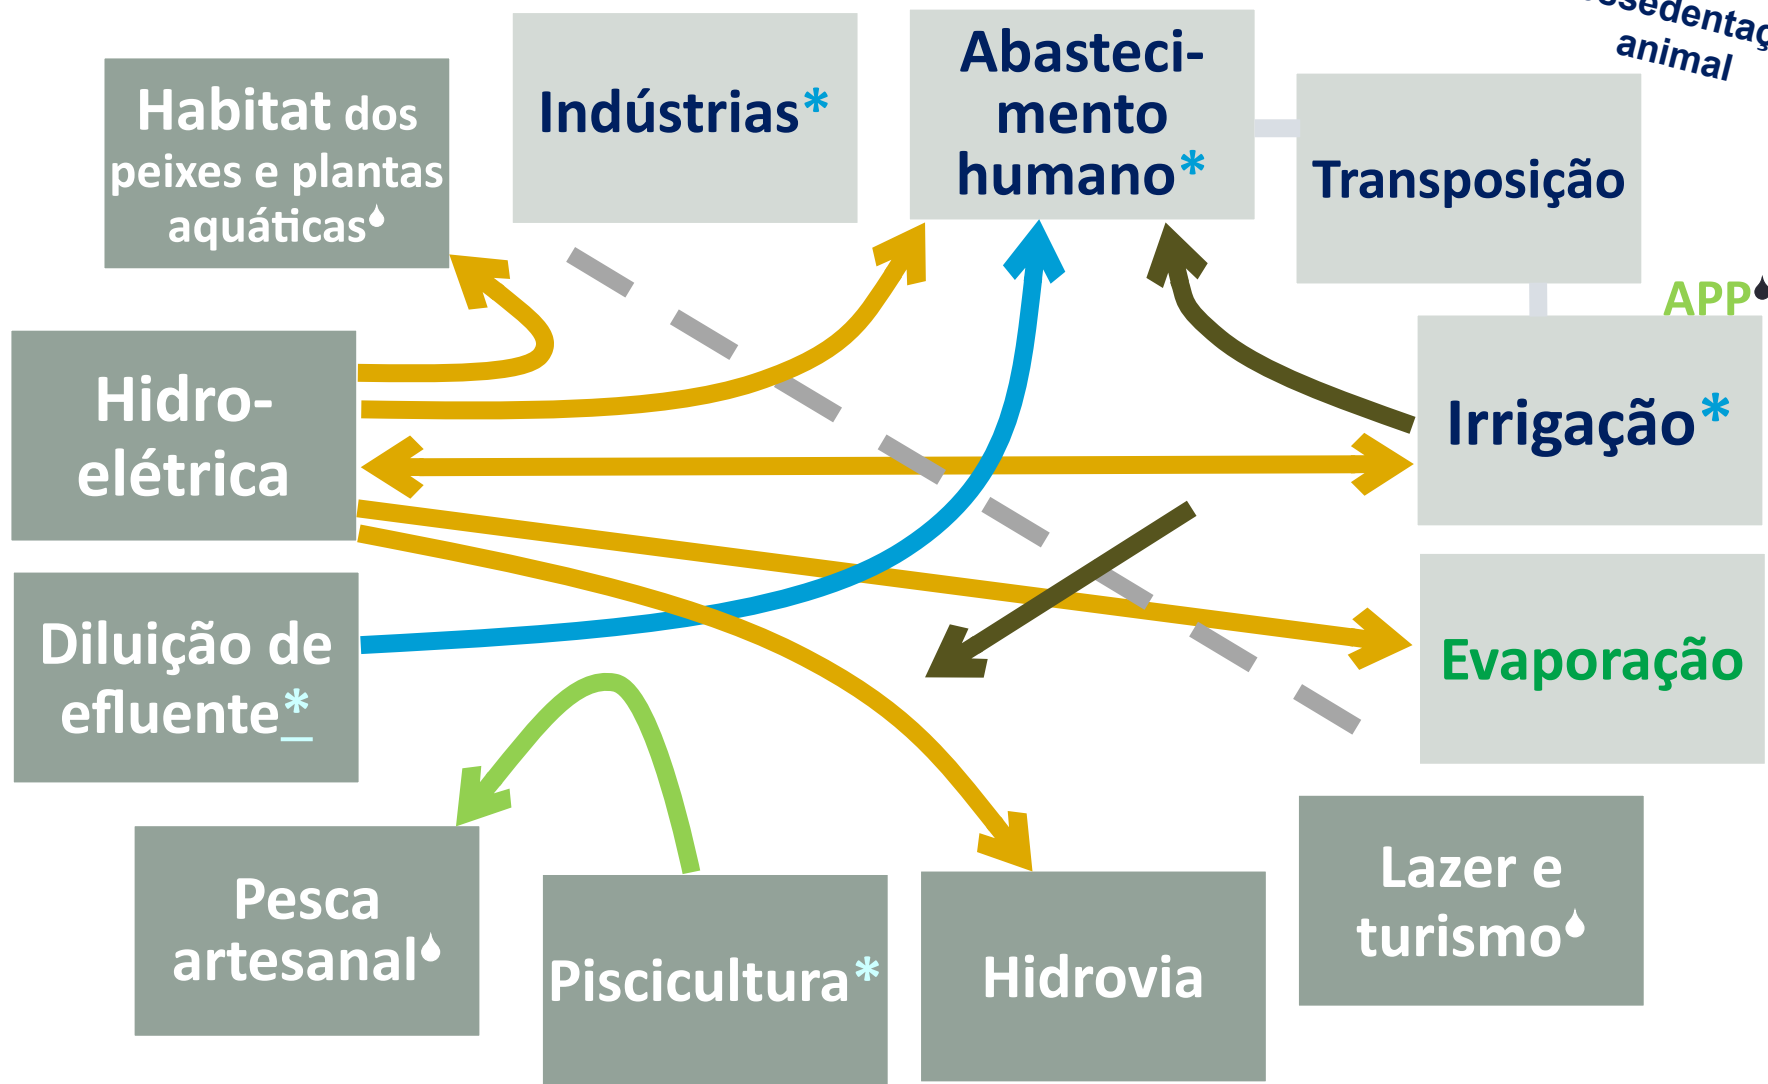 animal
Habitat dos
peixes e plantas
aquáticas
Indústrias*
Abasteci-
mento
humano*
Transposição
APP
Hidro-
elétrica
Irrigação*
Diluição de
efluente*
Evaporação
Pesca
artesanal
Piscicultura*
Hidrovia
Lazer e
turismo